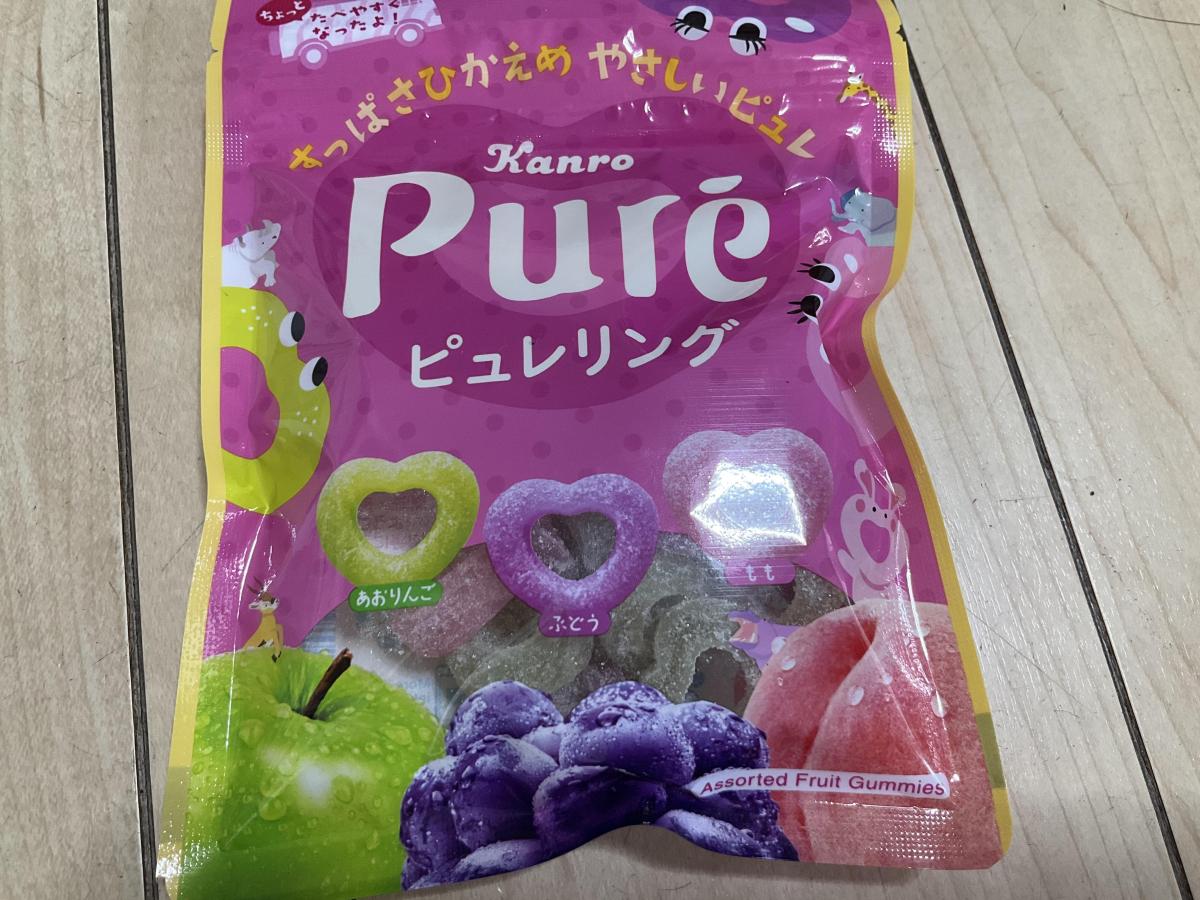 ちょっと
たべやすく
なったよ!
すっぱさひかえめ やさしいピュレ
Kanro
Puré
ピュレリング
あおりんご
ぶどう
もも
Assorted Fruit Gummies